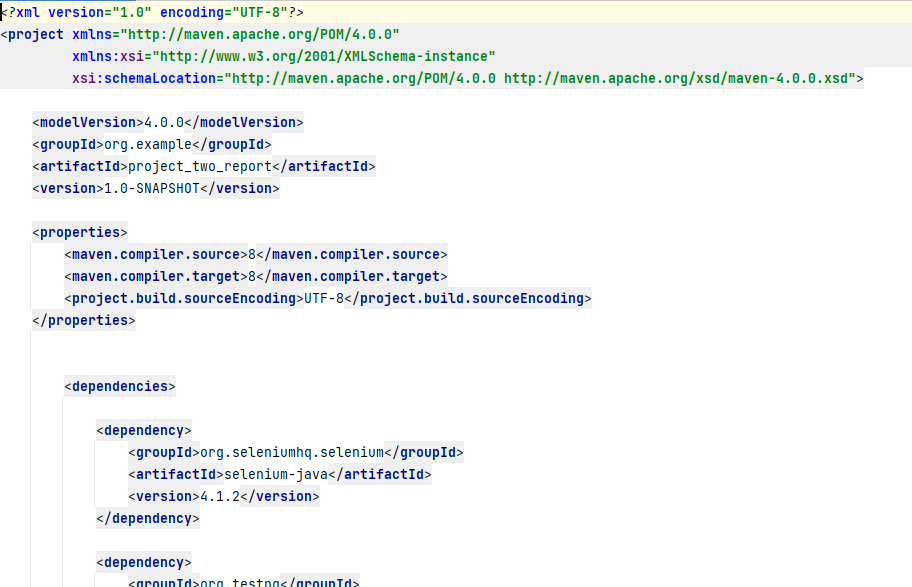 <?xml version="1.0" encoding="UTF-8"?>
<project xmlns="http://maven.apache.org/POM/4.0.0"
xmlns:xsi="http://www.w3.org/2001/XMLSchema-instance"
xsi:schemaLocation="http://maven.apache.org/POM/4.0.0 http://maven.apache.org/xsd/maven-4.0.0.xsd">
<modelVersion>4.0.0</modelVersion>
<groupId>org.example</groupId>
<artifactId>project_two_report</artifactId>
<version>1.0-SNAPSHOT</version>
<properties>
<maven.compiler.source>8</maven.compiler.source>
<maven.compiler.target>8</maven.compiler.target>
<project.build.sourceEncoding>UTF-8</project.build.sourceEncoding>
</properties>
<dependencies>
<dependency>
<groupId>org.seleniumhq.selenium</groupId>
<artifactId>selenium-java</artifactId>
<version>4.1.2</version>
</dependency>
<dependency>
<groupId>org.testng</groupId>